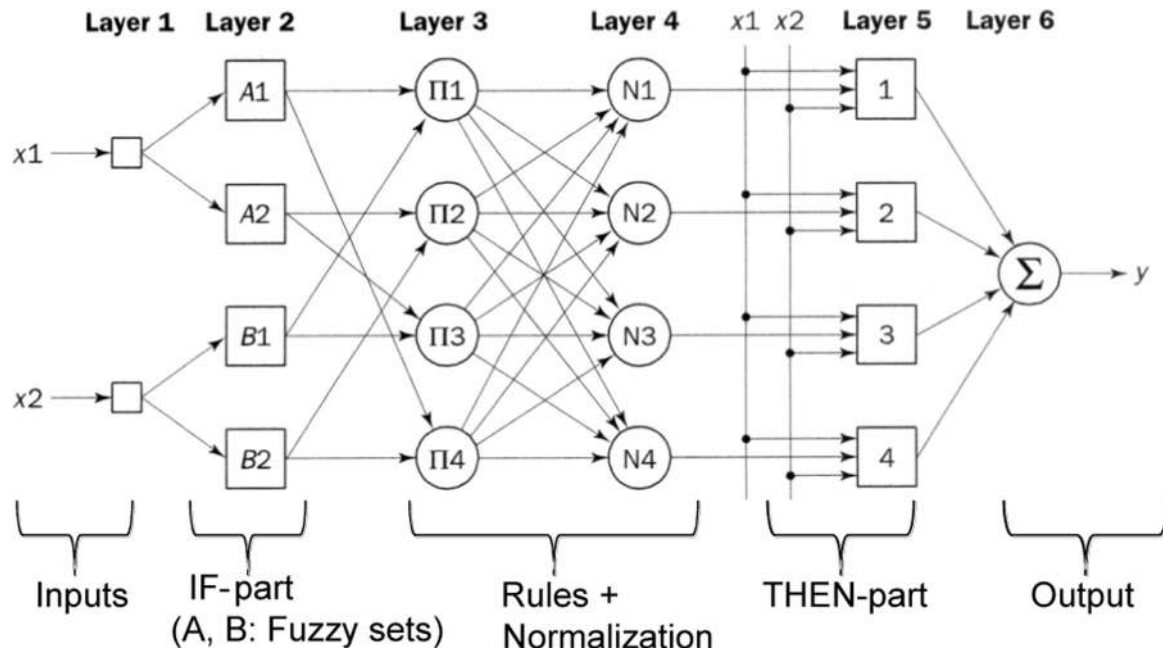 Layer 1 Layer 2 Layer 3 Layer 4 x1 x2 Layer 5 Layer 6
A1 Π1 N1 1
x1
A2 Π2 N2 2
Σ y
B1 Π3 N3 3
x2
B2 Π4 N4 4
Inputs IF-part Rules + THEN-part Output
(A, B: Fuzzy sets) Normalization